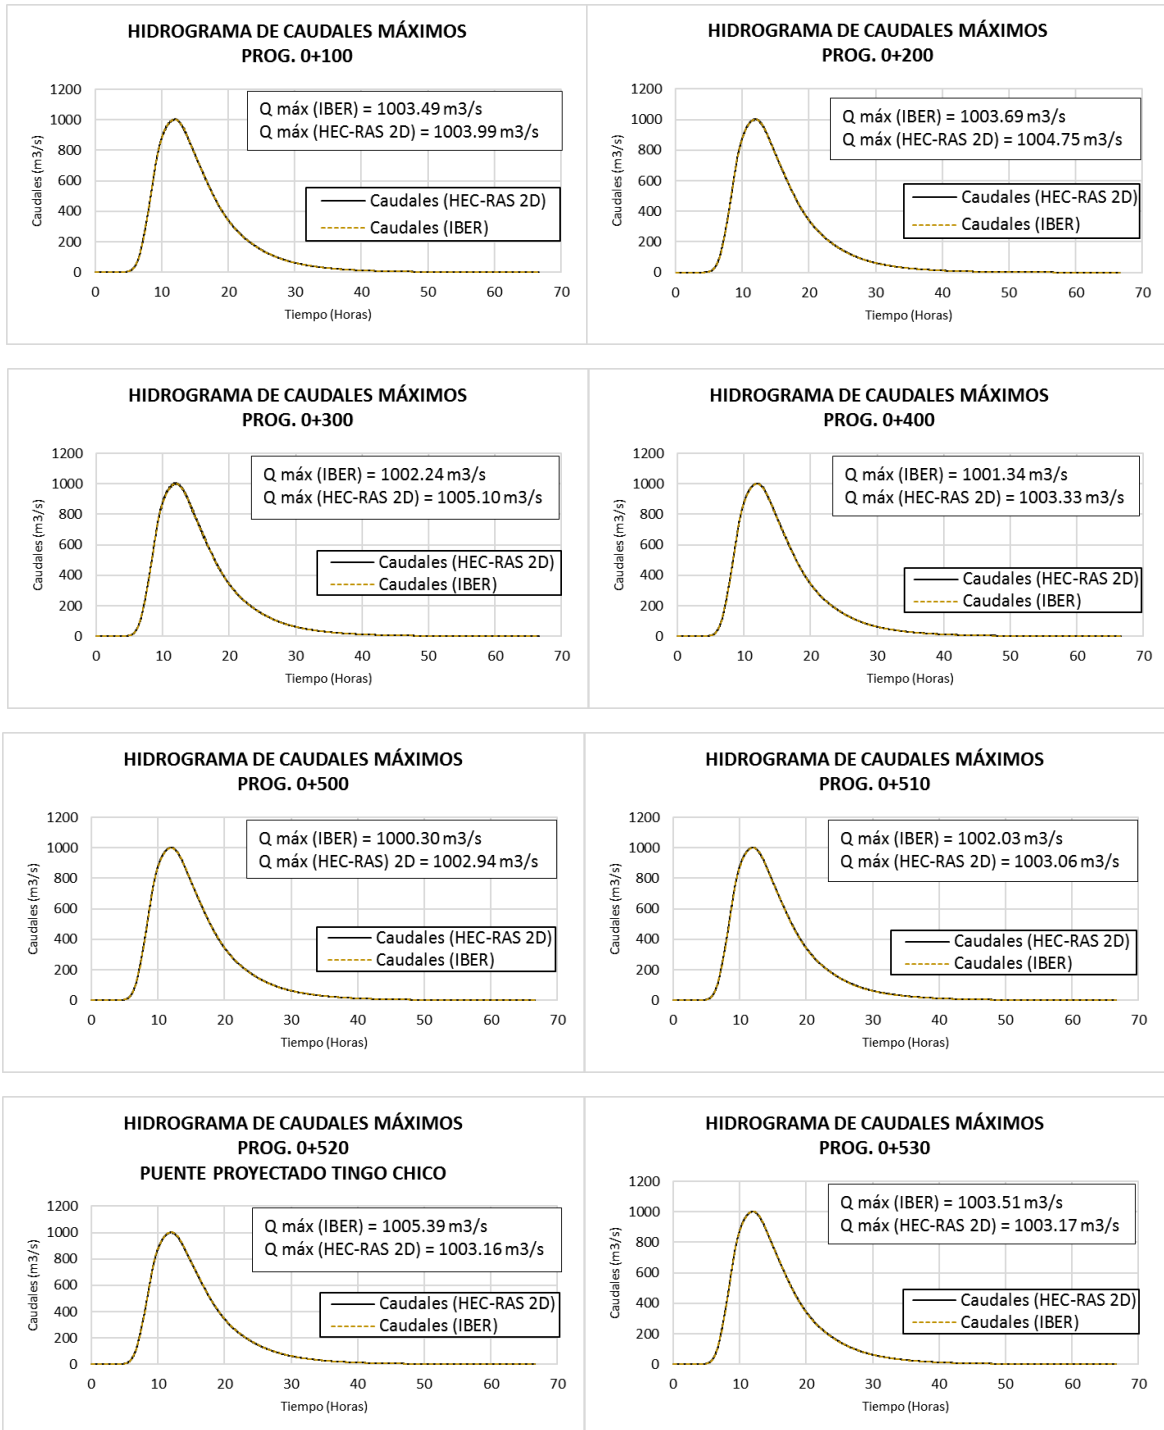 HIDROGRAMA DE CAUDALES MÁXIMOS
PROG. 0+100
Q máx (IBER) = 1003.49 m3/s
Q máx (HEC-RAS 2D) = 1003.99 m3/s
Caudales (HEC-RAS 2D)
Caudales (IBER)
Caudales (m3/s)
1200
1000
800
600
400
200
0
0 10 20 30 40 50 60 70
Tiempo (Horas)
HIDROGRAMA DE CAUDALES MÁXIMOS
PROG. 0+200
Q máx (IBER) = 1003.69 m3/s
Q máx (HEC-RAS 2D) = 1004.75 m3/s
Caudales (HEC-RAS 2D)
Caudales (IBER)
Caudales (m3/s)
1200
1000
800
600
400
200
0
0 10 20 30 40 50 60 70
Tiempo (Horas)
HIDROGRAMA DE CAUDALES MÁXIMOS
PROG. 0+300
Q máx (IBER) = 1002.24 m3/s
Q máx (HEC-RAS 2D) = 1005.10 m3/s
Caudales (HEC-RAS 2D)
Caudales (IBER)
Caudales (m3/s)
1200
1000
800
600
400
200
0
0 10 20 30 40 50 60 70
Tiempo (Horas)
HIDROGRAMA DE CAUDALES MÁXIMOS
PROG. 0+400
Q máx (IBER) = 1001.34 m3/s
Q máx (HEC-RAS 2D) = 1003.33 m3/s
Caudales (HEC-RAS 2D)
Caudales (IBER)
Caudales (m3/s)
1200
1000
800
600
400
200
0
0 10 20 30 40 50 60 70
Tiempo (Horas)
HIDROGRAMA DE CAUDALES MÁXIMOS
PROG. 0+500
Q máx (IBER) = 1000.30 m3/s
Q máx (HEC-RAS) 2D = 1002.94 m3/s
Caudales (HEC-RAS 2D)
Caudales (IBER)
Caudales (m3/s)
1200
1000
800
600
400
200
0
0 10 20 30 40 50 60 70
Tiempo (Horas)
HIDROGRAMA DE CAUDALES MÁXIMOS
PROG. 0+510
Q máx (IBER) = 1002.03 m3/s
Q máx (HEC-RAS 2D) = 1003.06 m3/s
Caudales (HEC-RAS 2D)
Caudales (IBER)
Caudales (m3/s)
1200
1000
800
600
400
200
0
0 10 20 30 40 50 60 70
Tiempo (Horas)
HIDROGRAMA DE CAUDALES MÁXIMOS
PROG. 0+520
PUENTE PROYECTADO TINGO CHICO
Q máx (IBER) = 1005.39 m3/s
Q máx (HEC-RAS 2D) = 1003.16 m3/s
Caudales (HEC-RAS 2D)
Caudales (IBER)
Caudales (m3/s)
1200
1000
800
600
400
200
0
0 10 20 30 40 50 60 70
Tiempo (Horas)
HIDROGRAMA DE CAUDALES MÁXIMOS
PROG. 0+530
Q máx (IBER) = 1003.51 m3/s
Q máx (HEC-RAS 2D) = 1003.17 m3/s
Caudales (HEC-RAS 2D)
Caudales (IBER)
Caudales (m3/s)
1200
1000
800
600
400
200
0
0 10 20 30 40 50 60 70
Tiempo (Horas)